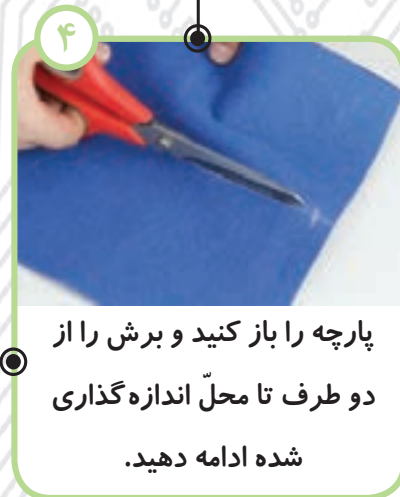 ۴
پارچه را باز کنید و برش را از
دو طرف تا محلّ اندازه‌گذاری
شده ادامه دهید.